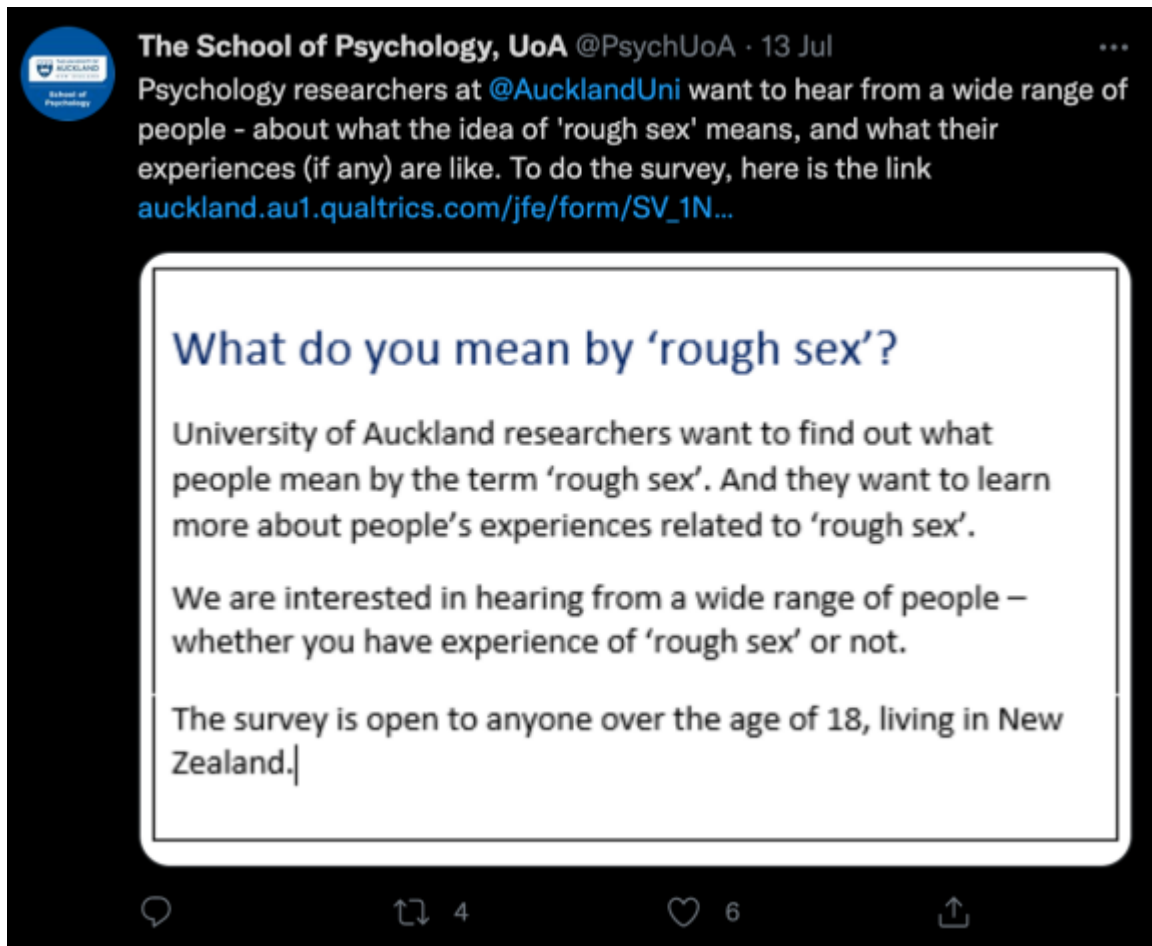 The School of Psychology, UoA @PsychUoA · 13 Jul
Psychology researchers at @AucklandUni want to hear from a wide range of
people - about what the idea of 'rough sex' means, and what their
experiences (if any) are like. To do the survey, here is the link
auckland.au1.qualtrics.com/jfe/form/SV_1N...
What do you mean by ‘rough sex’?
University of Auckland researchers want to find out what
people mean by the term ‘rough sex’. And they want to learn
more about people’s experiences related to ‘rough sex’.
We are interested in hearing from a wide range of people –
whether you have experience of ‘rough sex’ or not.
The survey is open to anyone over the age of 18, living in New
Zealand.
4
6